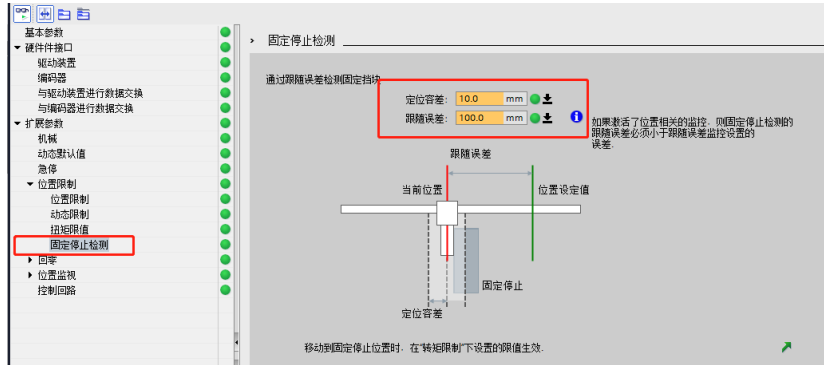 基本参数
硬件件接口
驱动装置
编码器
与驱动装置进行数据交换
与编码器进行数据交换
扩展参数
机械
动态默认值
急停
位置限制
位置限制
动态限制
扭矩限值
固定停止检测
回零
位置监视
控制回路
固定停止检测
通过跟随误差检测固定挡块
定位容差: 10.0 mm
跟随误差: 100.0 mm
如果激活了位置相关的监控，则固定停止检测的
跟随误差必须小于跟随误差监控设置的
误差.
跟随误差
当前位置
位置设定值
固定停止
定位容差
移动到固定停止位置时，在"转矩限制"下设置的限值生效.